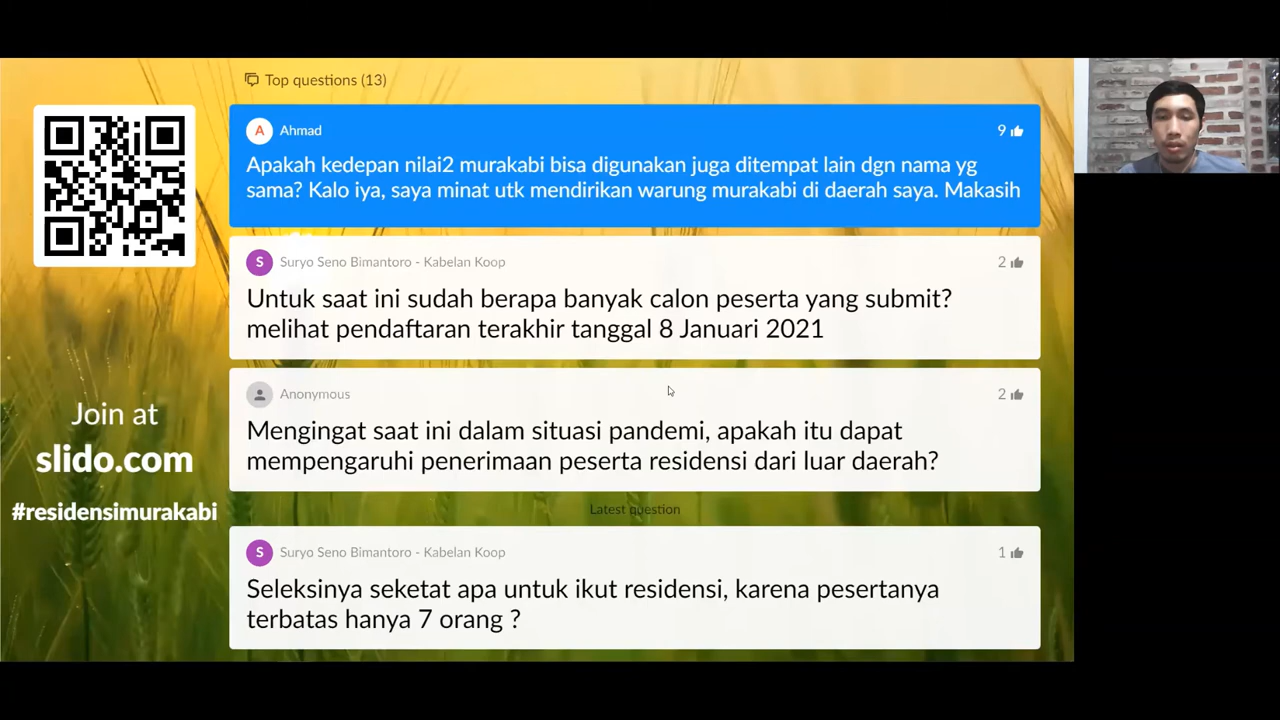 Top questions (13)
A Ahmad 9
Apakah kedepan nilai2 murakabi bisa digunakan juga ditempat lain dgn nama yg
sama? Kalo iya, saya minat utk mendirikan warung murakabi di daerah saya. Makasih
S Suryo Seno Bimantoro - Kabelan Koop 2
Untuk saat ini sudah berapa banyak calon peserta yang submit?
melihat pendaftaran terakhir tanggal 8 Januari 2021
Anonymous 2
Mengingat saat ini dalam situasi pandemi, apakah itu dapat
mempengaruhi penerimaan peserta residensi dari luar daerah?
Latest question
S Suryo Seno Bimantoro - Kabelan Koop 1
Seleksinya seketat apa untuk ikut residensi, karena pesertanya
terbatas hanya 7 orang ?
Join at
slido.com
#residensimurakabi